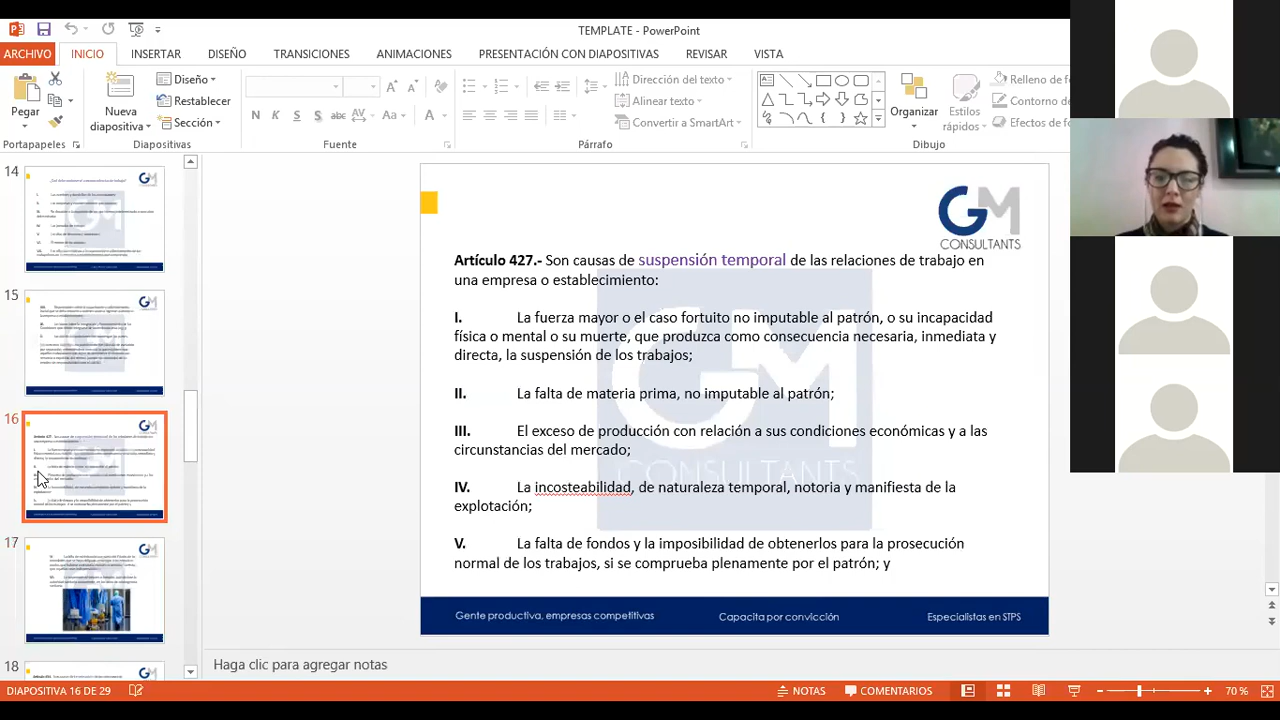 TEMPLATE - PowerPoint
ARCHIVO INICIO INSERTAR DISEÑO TRANSICIONES ANIMACIONES PRESENTACIÓN CON DIAPOSITIVAS REVISAR VISTA
Pegar
Portapapeles
Nueva
diapositiva
Diseño
Restablecer
Sección
Diapositivas
N K S S abc AV Aa A
Fuente
Dirección del texto
Alinear texto
Convertir a SmartArt
Párrafo
Organizar
Estilos
rápidos
Relleno de f
Contorno de
Efectos de fo
Dibujo
14
15
16
17
18
GM
CONSULTANTS
Artículo 427.- Son causas de suspensión temporal de las relaciones de trabajo en
una empresa o establecimiento:
I. La fuerza mayor o el caso fortuito no imputable al patrón, o su incapacidad
física o mental o su muerte, que produzca como consecuencia necesaria, inmediata y
directa, la suspensión de los trabajos;
II. La falta de materia prima, no imputable al patrón;
III. El exceso de producción con relación a sus condiciones económicas y a las
circunstancias del mercado;
IV. La incosteabilidad, de naturaleza temporal, notoria y manifiesta de la
explotación;
V. La falta de fondos y la imposibilidad de obtenerlos para la prosecución
normal de los trabajos, si se comprueba plenamente por el patrón; y
Gente productiva, empresas competitivas Capacita por convicción Especialistas en STPS
Haga clic para agregar notas
DIAPOSITIVA 16 DE 29 NOTAS COMENTARIOS 70 %